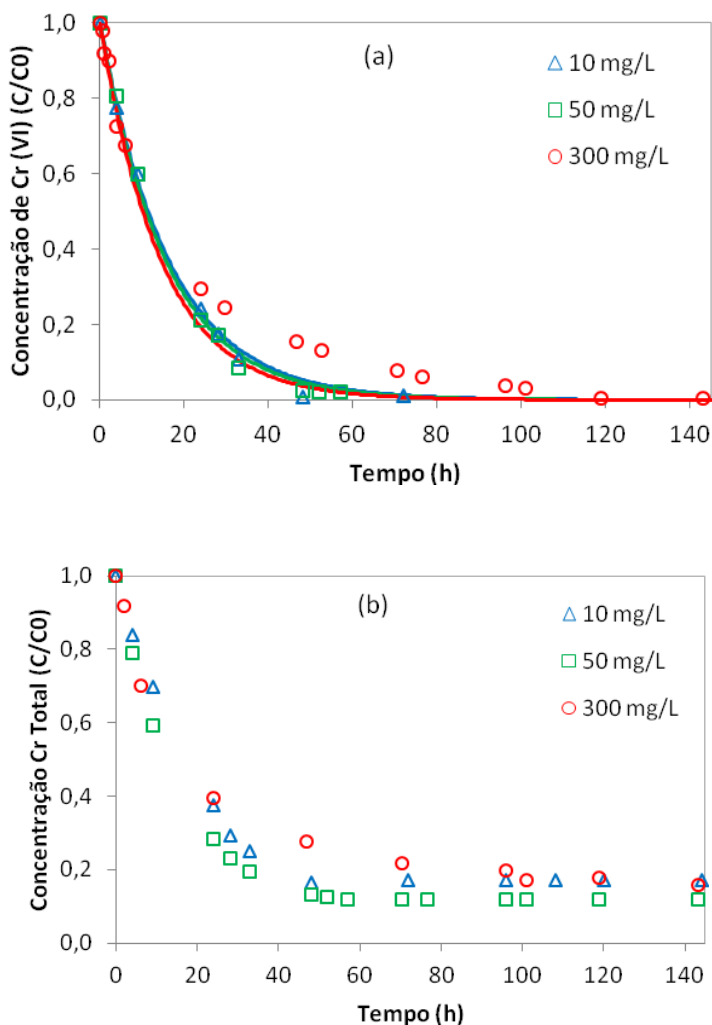 (a)
10 mg/L
50 mg/L
300 mg/L
Concentração de Cr (VI) (C/C0)
1,0
0,8
0,6
0,4
0,2
0,0
0 20 40 60 80 100 120 140
Tempo (h)
(b)
10 mg/L
50 mg/L
300 mg/L
Concentração Cr Total (C/C0)
1,0
0,8
0,6
0,4
0,2
0,0
0 20 40 60 80 100 120 140
Tempo (h)